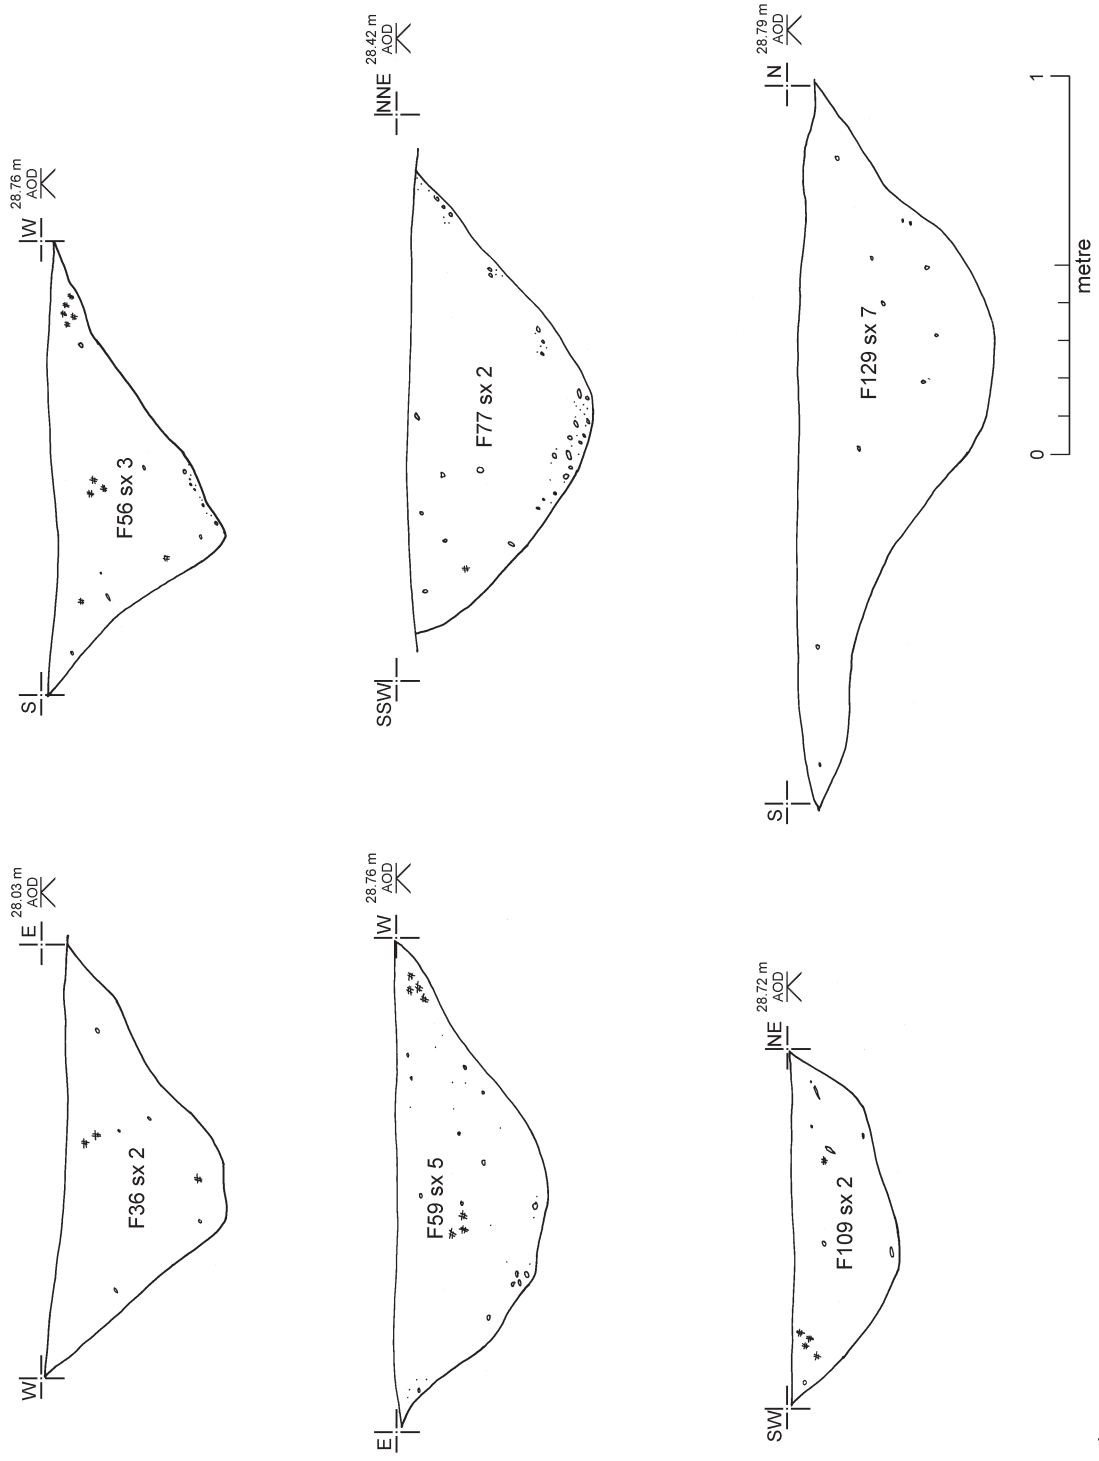 W
E
28.03 m
AOD
F36 sx 2
S
W
28.76 m
AOD
F56 sx 3
E
W
28.76 m
AOD
F59 sx 5
SSW
NNE
28.42 m
AOD
F77 sx 2
SW
NE
28.72 m
AOD
F109 sx 2
S
N
28.79 m
AOD
F129 sx 7
0
1
metre